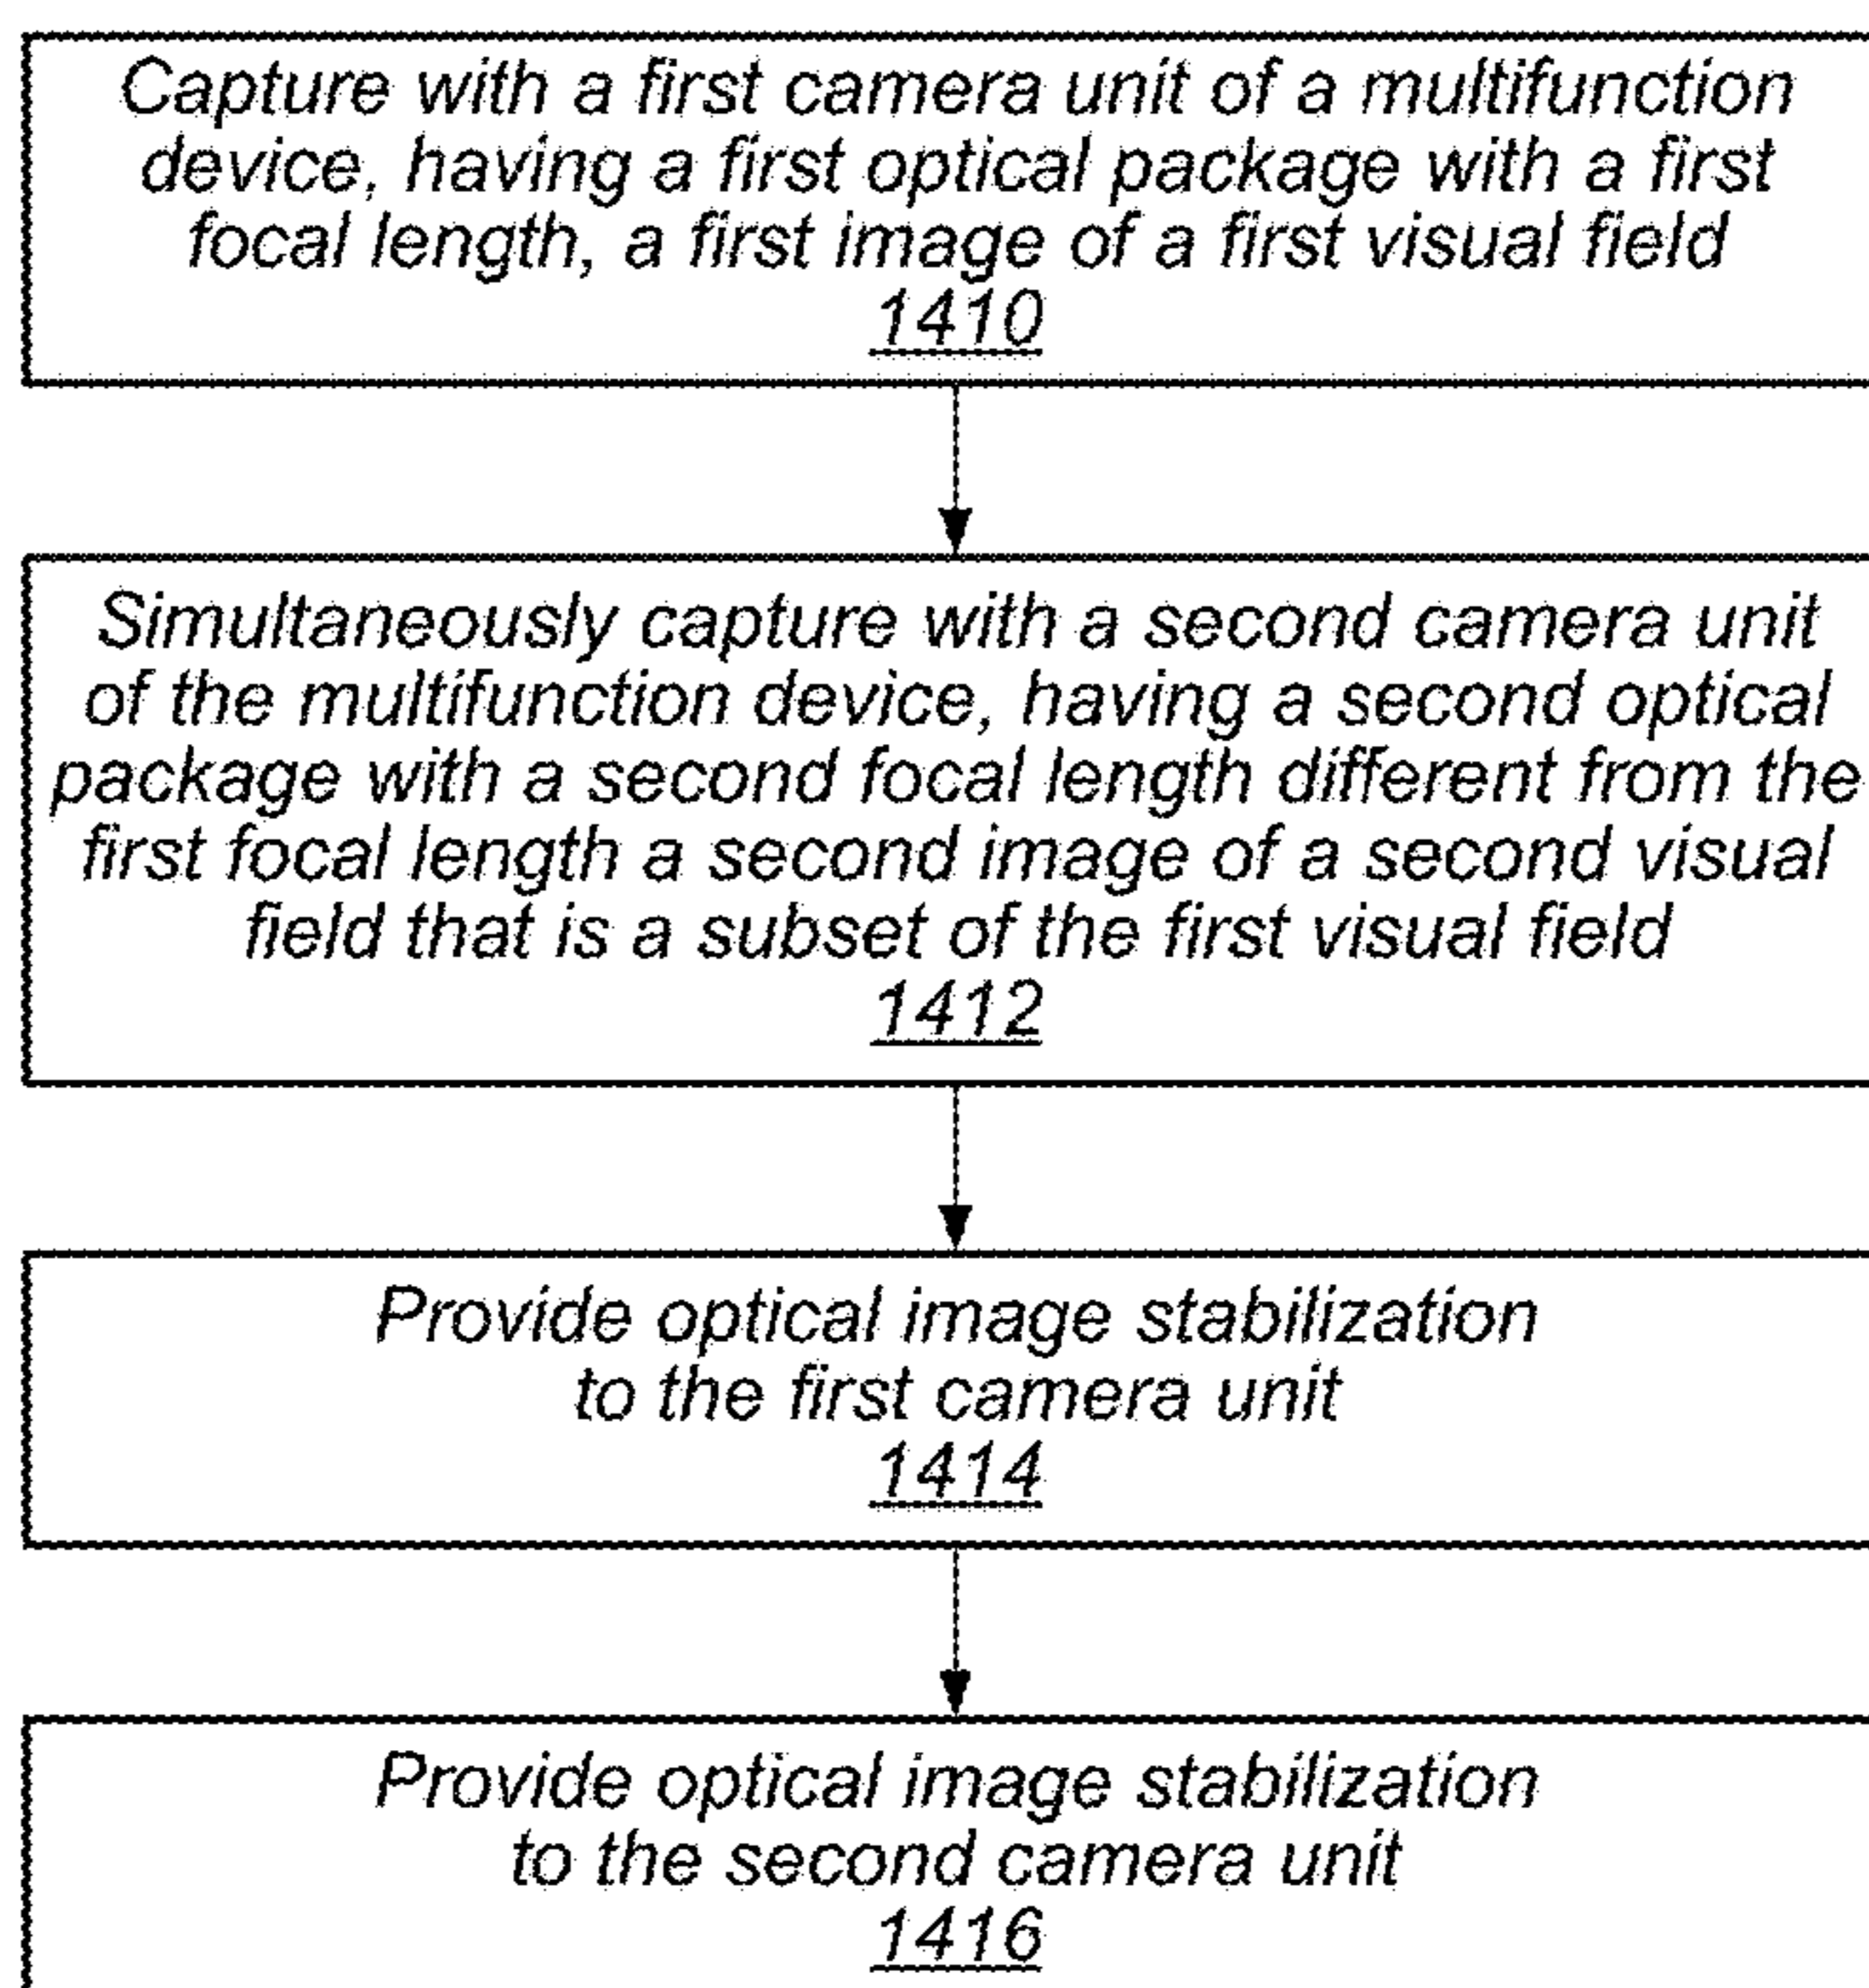 Capture with a first camera unit of a multifunction
device, having a first optical package with a first
focal length, a first image of a first visual field
1410
Simultaneously capture with a second camera unit
of the multifunction device, having a second optical
package with a second focal length different from the
first focal length a second image of a second visual
field that is a subset of the first visual field
1412
Provide optical image stabilization
to the first camera unit
1414
Provide optical image stabilization
to the second camera unit
1416